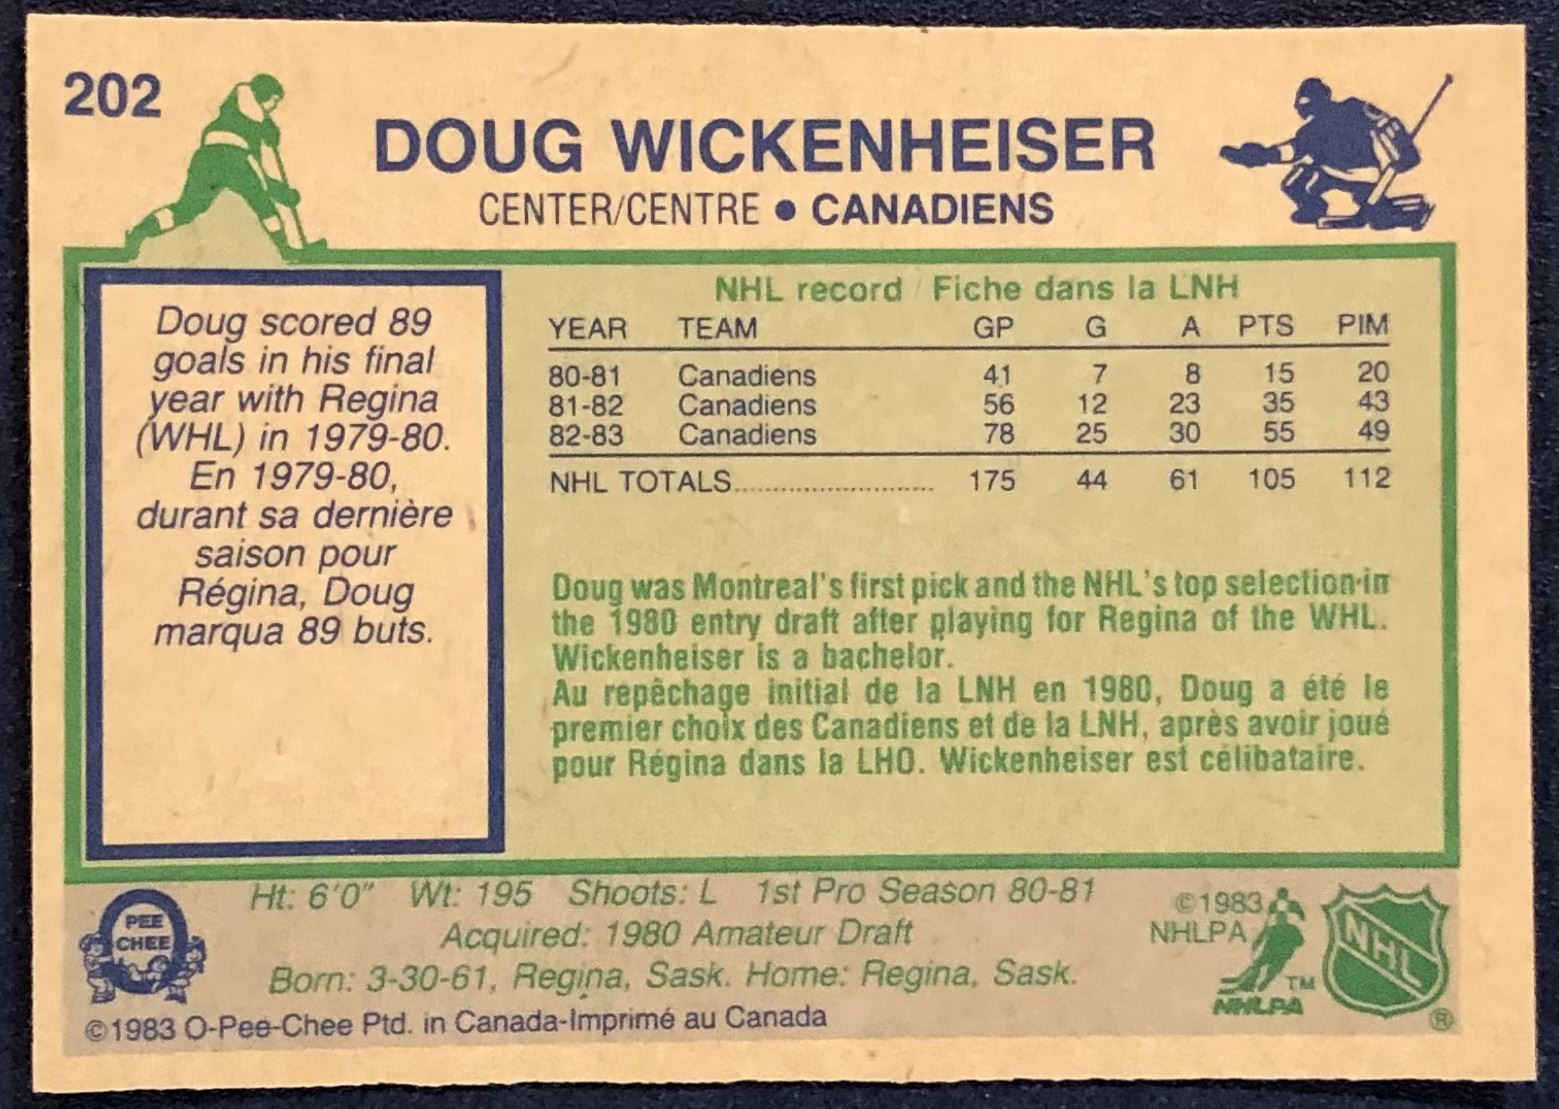 202
DOUG WICKENHEISER
CENTER/CENTRE • CANADIENS
Doug scored 89
goals in his final
year with Regina
(WHL) in 1979-80.
En 1979-80,
durant sa dernière
saison pour
Régina, Doug
marqua 89 buts.
NHL record / Fiche dans la LNH
YEAR TEAM GP G A PTS PIM
80-81 Canadiens 41 7 8 15 20
81-82 Canadiens 56 12 23 35 43
82-83 Canadiens 78 25 30 55 49
NHL TOTALS............................ 175 44 61 105 112
Doug was Montreal's first pick and the NHL's top selection in
the 1980 entry draft after playing for Regina of the WHL.
Wickenheiser is a bachelor.
Au repêchage initial de la LNH en 1980, Doug a été le
premier choix des Canadiens et de la LNH, après avoir joué
pour Régina dans la LHO. Wickenheiser est célibataire.
Ht: 6'0" Wt: 195 Shoots: L 1st Pro Season 80-81
Acquired: 1980 Amateur Draft
Born: 3-30-61, Regina, Sask. Home: Regina, Sask.
©1983 O-Pee-Chee Ptd. in Canada-Imprimé au Canada
O
PEE
CHEE
©1983
NHLPA
TM
NHLPA
NHL
®